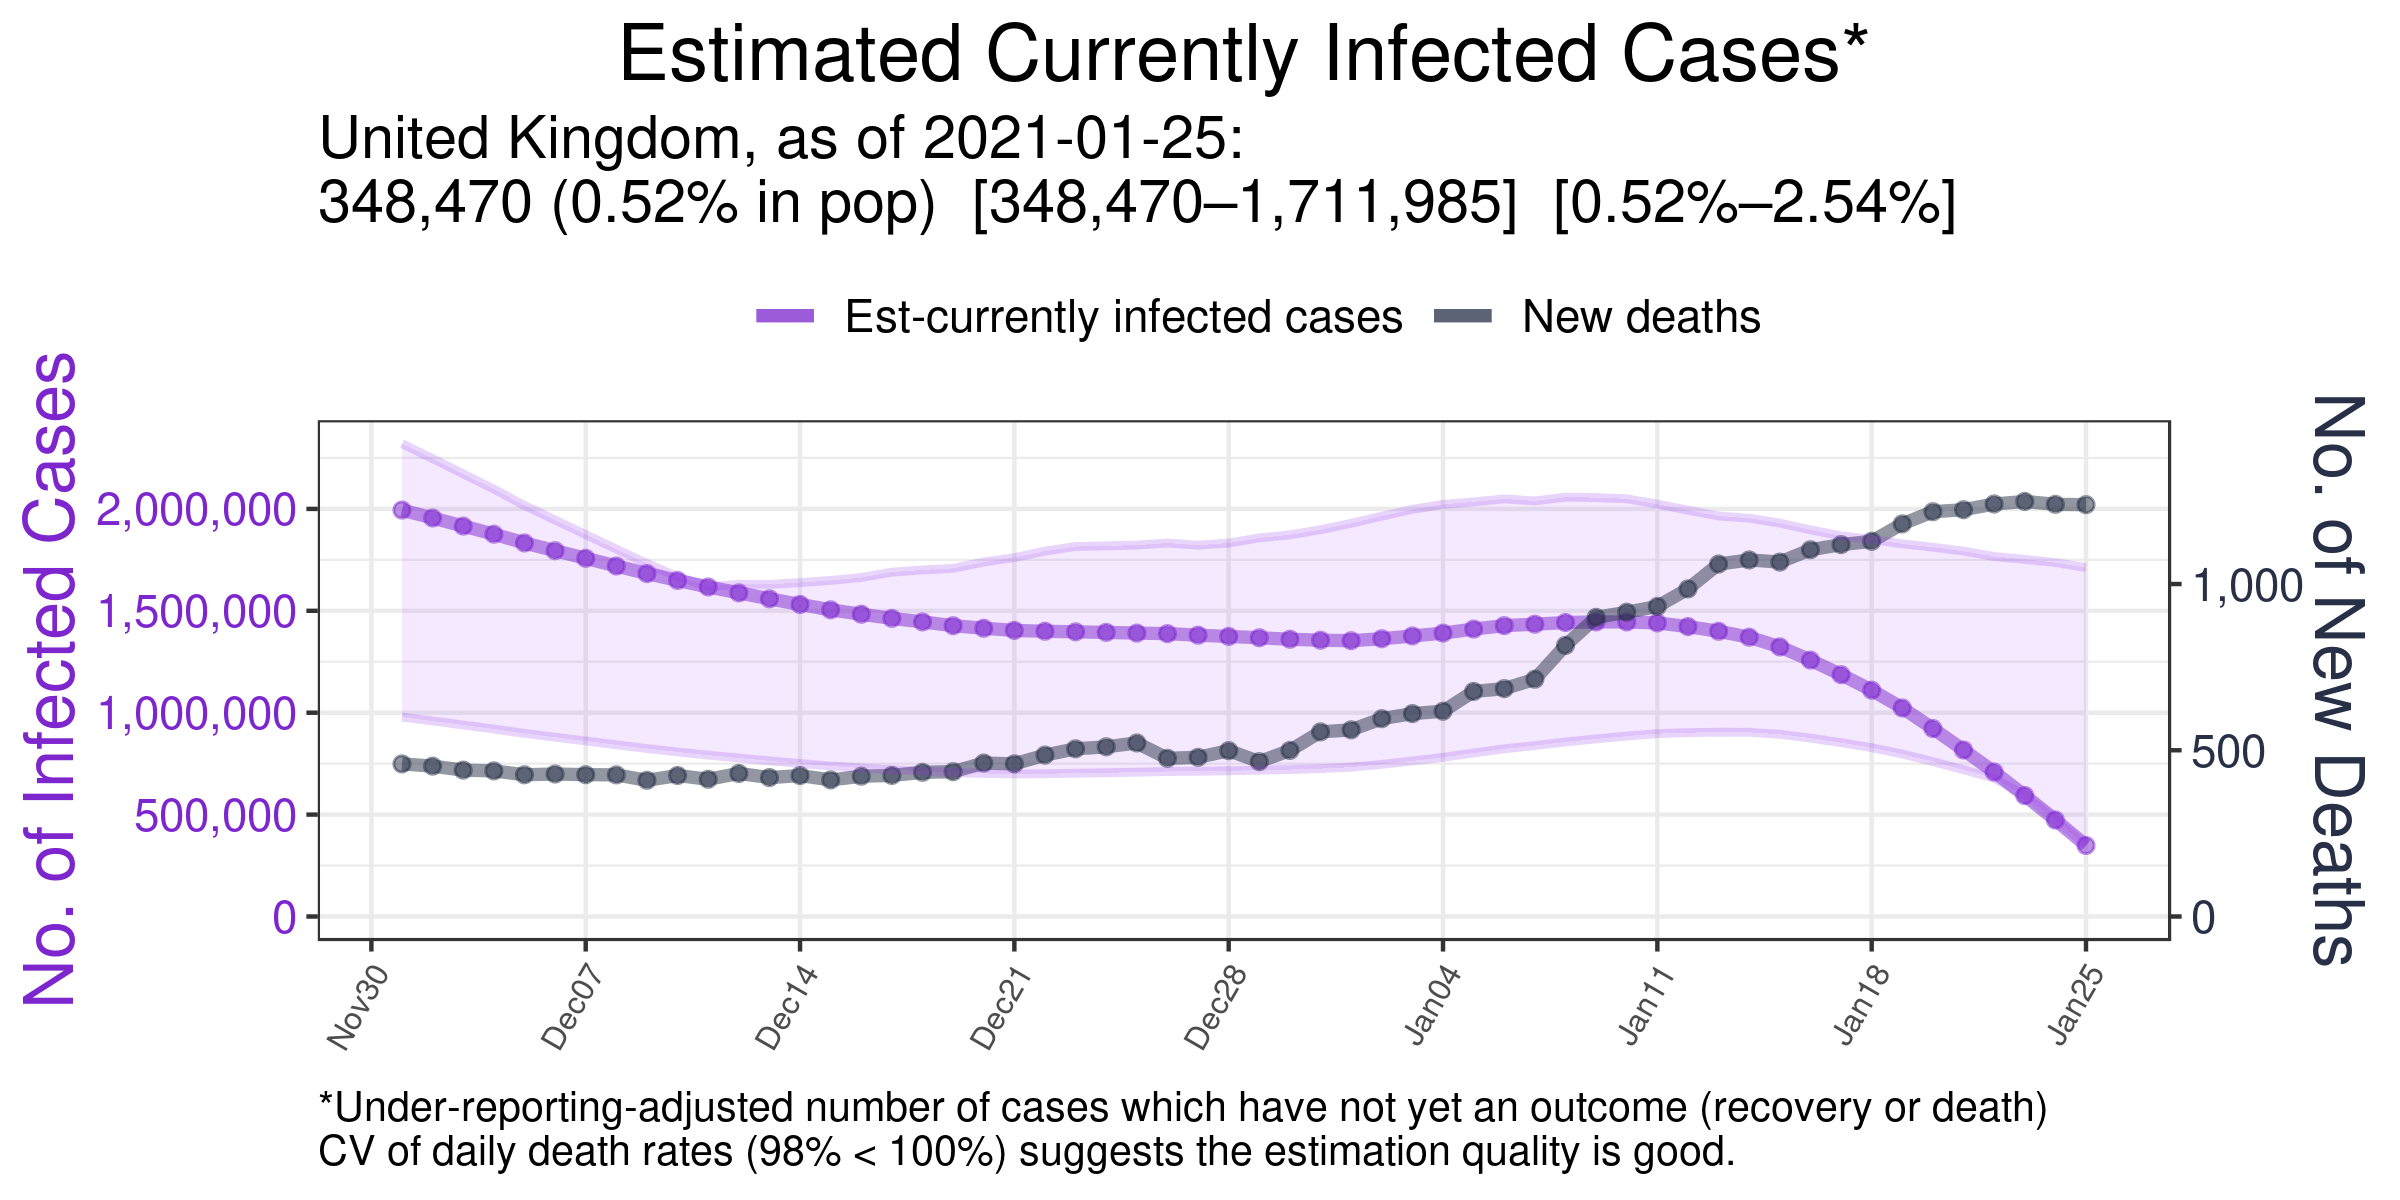 Estimated Currently Infected Cases*
United Kingdom, as of 2021-01-25:
348,470 (0.52% in pop) [348,470–1,711,985] [0.52%–2.54%]
Est-currently infected cases New deaths
No. of Infected Cases
2,000,000
1,500,000
1,000,000
500,000
0
No. of New Deaths
1,000
500
0
Nov30 Dec07 Dec14 Dec21 Dec28 Jan04 Jan11 Jan18 Jan25
*Under-reporting-adjusted number of cases which have not yet an outcome (recovery or death)
CV of daily death rates (98% < 100%) suggests the estimation quality is good.